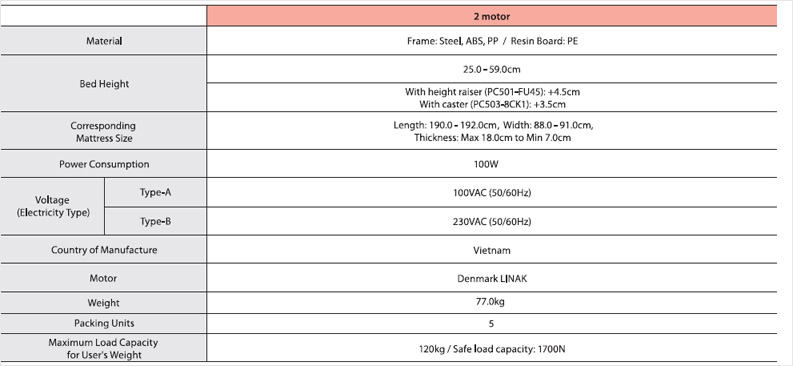 2 motor
Material
Frame: Steel, ABS, PP / Resin Board: PE
Bed Height
25.0 – 59.0cm
With height raiser (PC501-FU45): +4.5cm
With caster (PC503-8CK1): +3.5cm
Corresponding
Mattress Size
Length: 190.0 – 192.0cm, Width: 88.0 – 91.0cm,
Thickness: Max 18.0cm to Min 7.0cm
Power Consumption
100W
Voltage
(Electricity Type)
Type-A
100VAC (50/60Hz)
Type-B
230VAC (50/60Hz)
Country of Manufacture
Vietnam
Motor
Denmark LINAK
Weight
77.0kg
Packing Units
5
Maximum Load Capacity
for User's Weight
120kg / Safe load capacity: 1700N